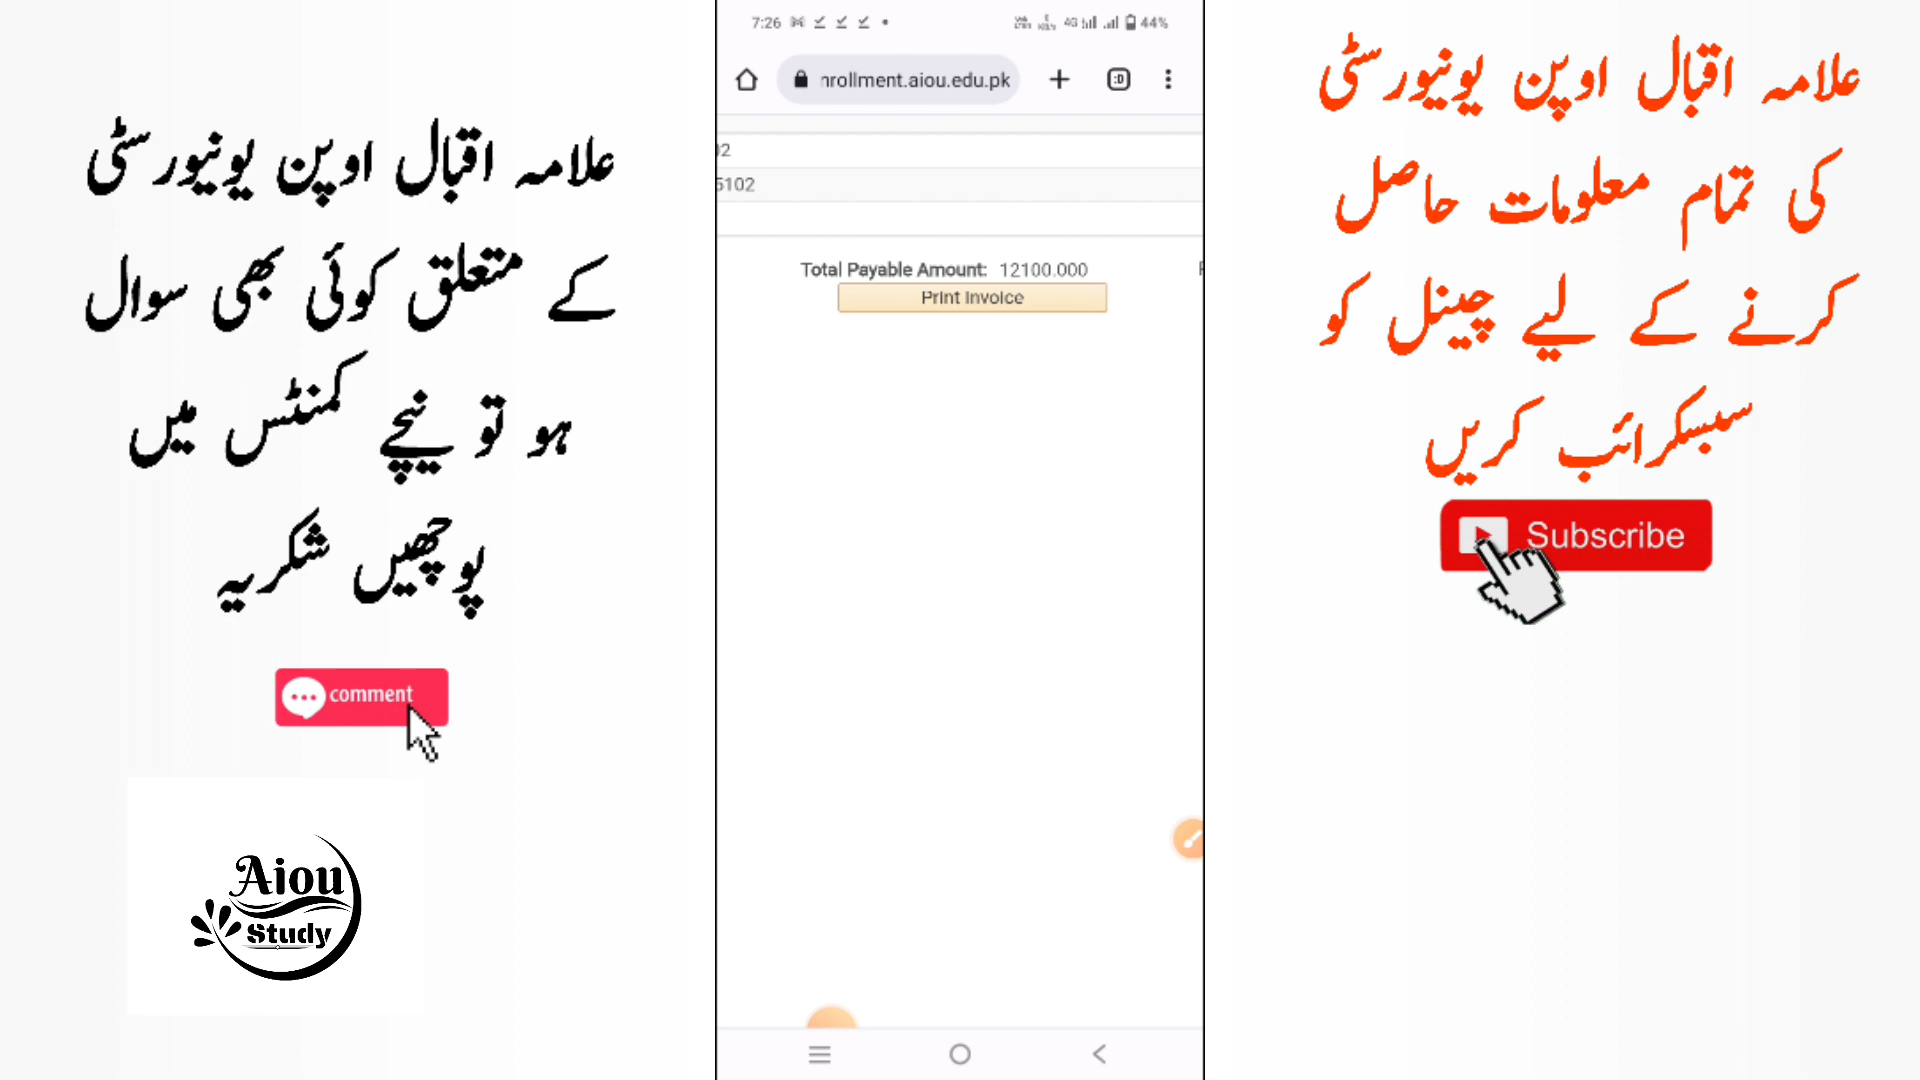 علامہ اقبال اوپن یونیورسٹی
کے متعلق کوئی بھی سوال
ہو تو نیچے کمنٹس میں
پوچھیں شکریہ
comment
Aiou
Study
7:26
4G
44%
nrollment.aiou.edu.pk
:D
02
5102
Total Payable Amount: 12100.000
Print Invoice
علامہ اقبال اوپن یونیورسٹی
کی تمام معلومات حاصل
کرنے کے لیے چینل کو
سبسکرائب کریں
Subscribe